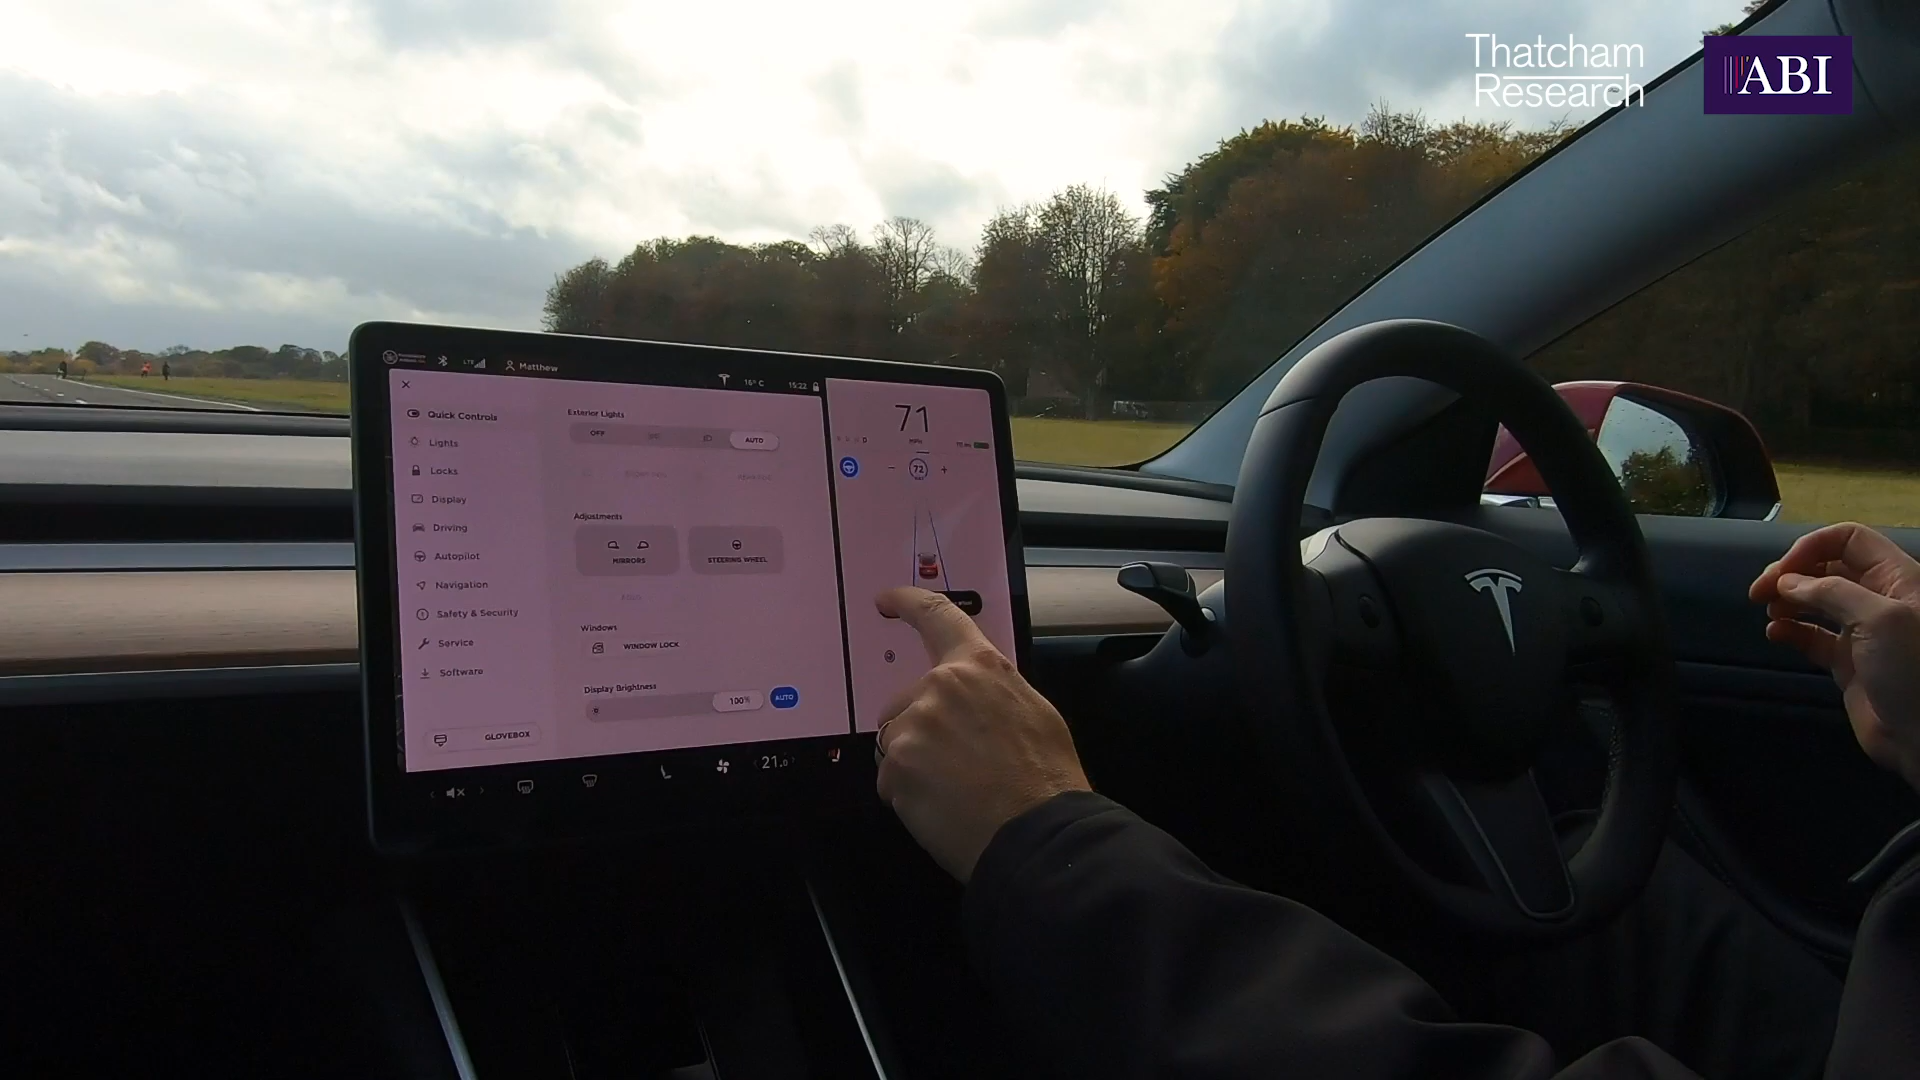 Thatcham
Research
ABI
LTE
Matthew
16° C
15:22
Quick Controls
Lights
Locks
Display
Driving
Autopilot
Navigation
Safety & Security
Service
Software
GLOVEBOX
Exterior Lights
OFF
AUTO
Adjustments
MIRRORS
STEERING WHEEL
Windows
WINDOW LOCK
Display Brightness
100%
AUTO
71
MPH
72
21.0